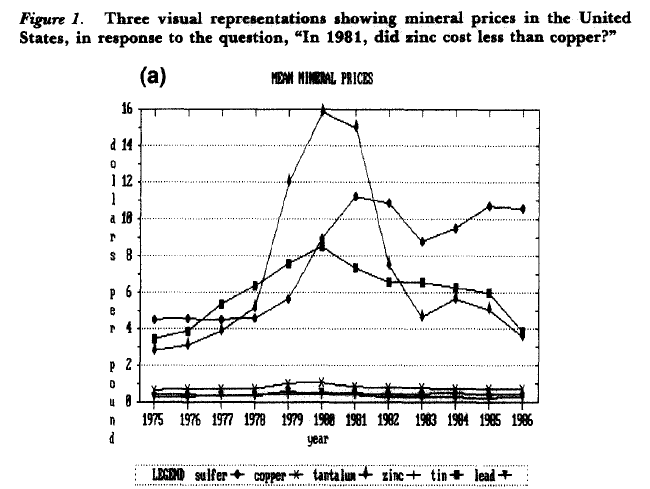 Figure 1. Three visual representations showing mineral prices in the United
States, in response to the question, “In 1981, did zinc cost less than copper?”
(a)
MEAN MINERAL PRICES
16
14
12
10
8
6
4
2
0
dollars per pound
1975 1976 1977 1978 1979 1980 1981 1982 1983 1984 1985 1986
year
LEGEND sulfer copper tantalum zinc tin lead